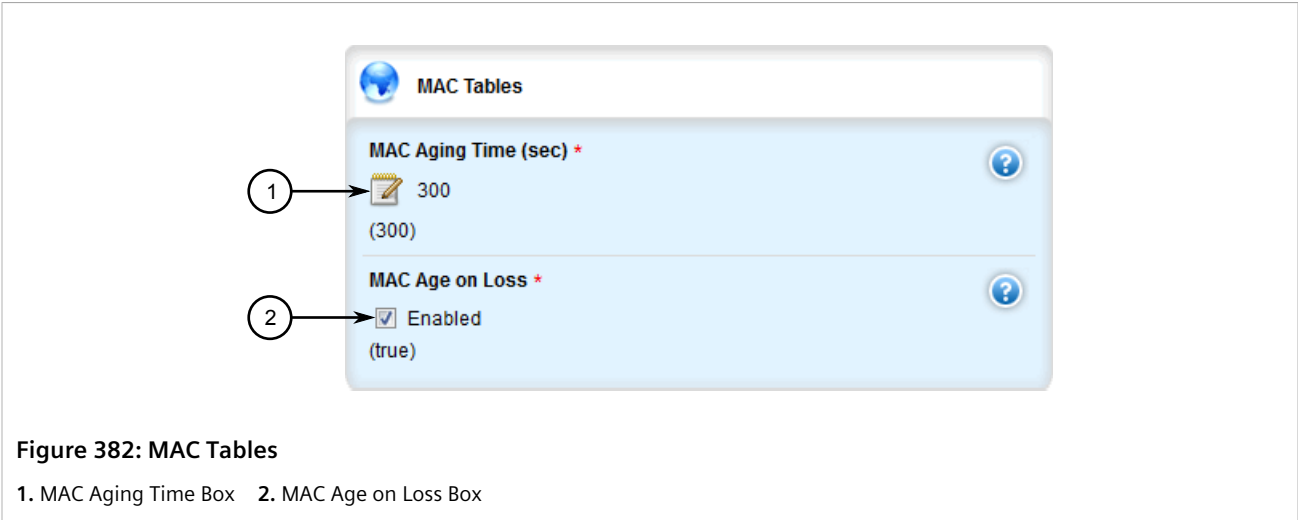 MAC Tables
MAC Aging Time (sec) *
1
300
(300)
MAC Age on Loss *
2
Enabled
(true)
Figure 382: MAC Tables
1. MAC Aging Time Box 2. MAC Age on Loss Box